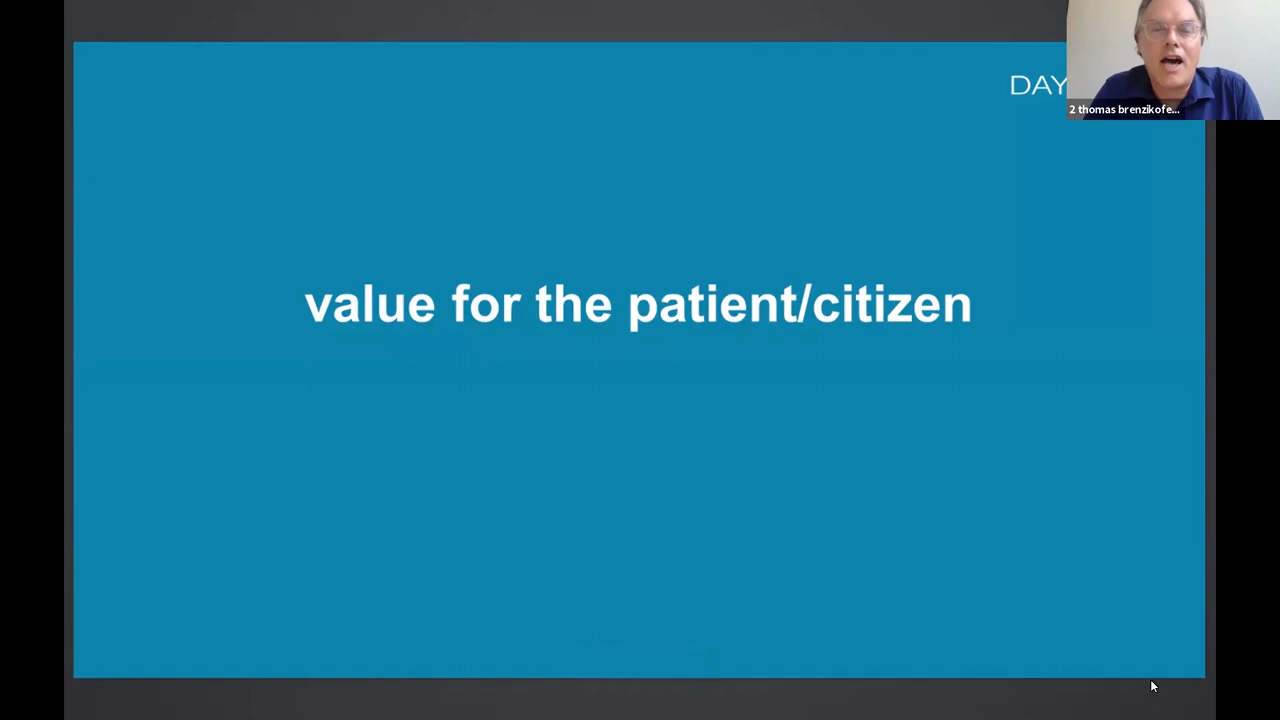 DAY
2 thomas brenzikofe...
value for the patient/citizen